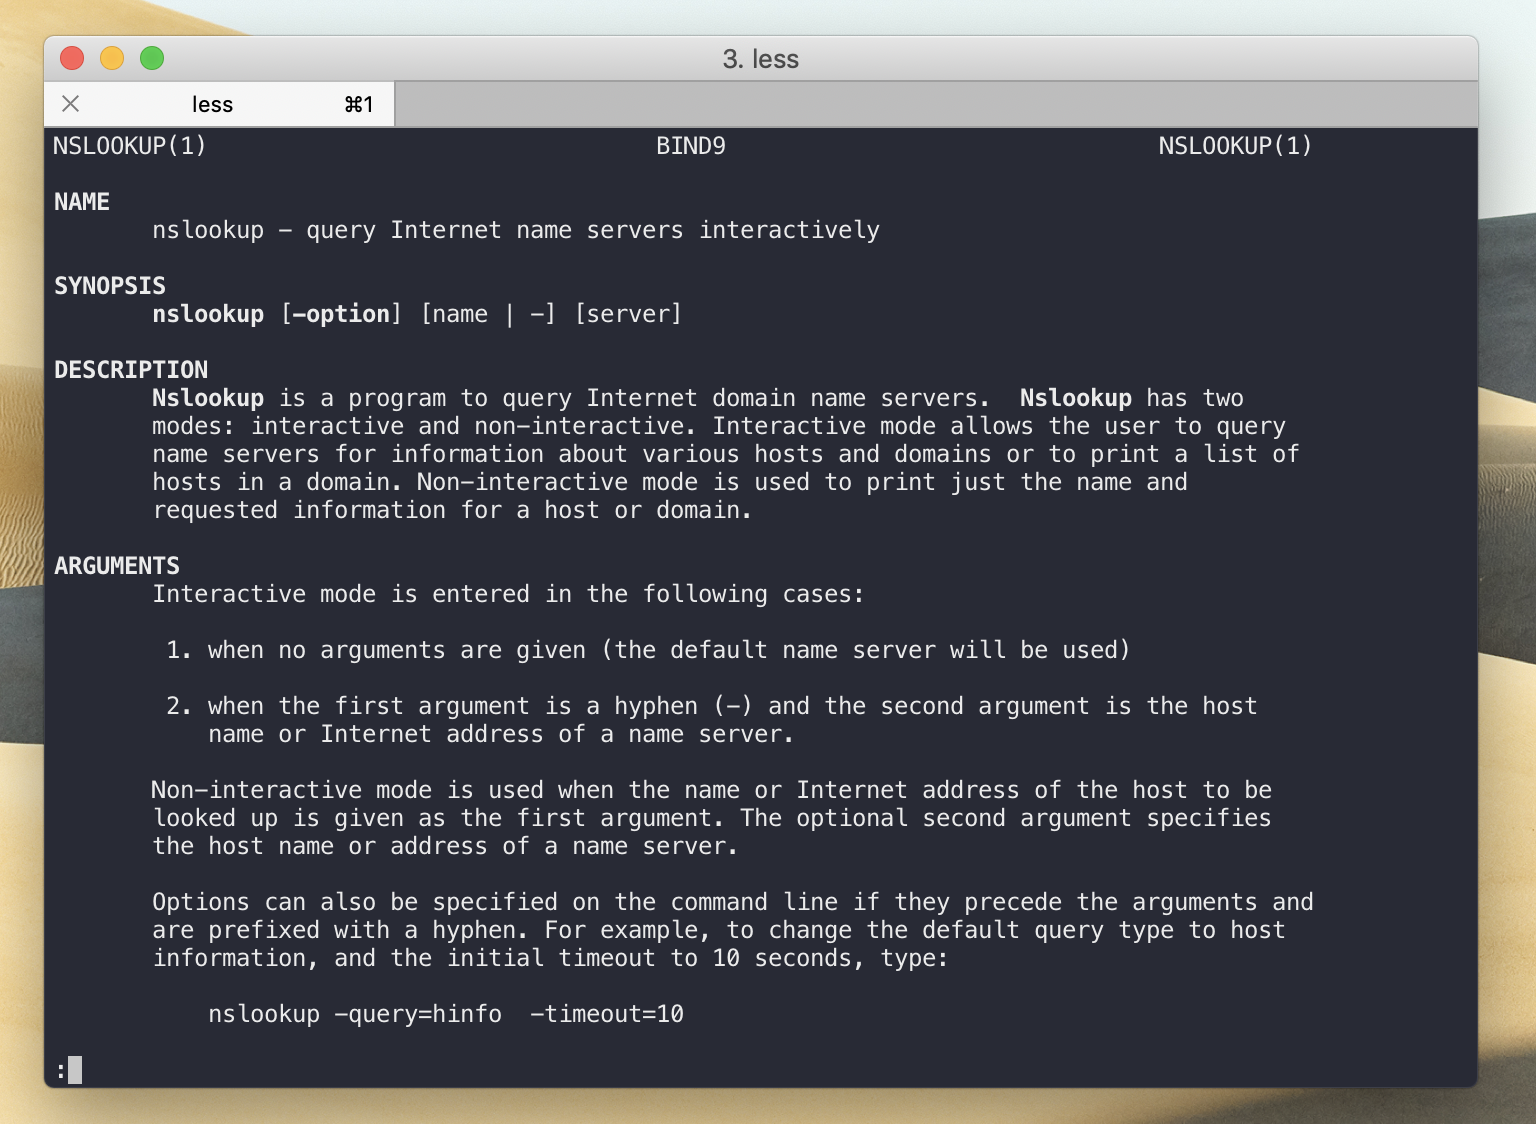 3. less
less ⌘1
NSLOOKUP(1) BIND9 NSLOOKUP(1)
NAME
nslookup - query Internet name servers interactively
SYNOPSIS
nslookup [-option] [name | -] [server]
DESCRIPTION
Nslookup is a program to query Internet domain name servers. Nslookup has two
modes: interactive and non-interactive. Interactive mode allows the user to query
name servers for information about various hosts and domains or to print a list of
hosts in a domain. Non-interactive mode is used to print just the name and
requested information for a host or domain.
ARGUMENTS
Interactive mode is entered in the following cases:
1. when no arguments are given (the default name server will be used)
2. when the first argument is a hyphen (-) and the second argument is the host
name or Internet address of a name server.
Non-interactive mode is used when the name or Internet address of the host to be
looked up is given as the first argument. The optional second argument specifies
the host name or address of a name server.
Options can also be specified on the command line if they precede the arguments and
are prefixed with a hyphen. For example, to change the default query type to host
information, and the initial timeout to 10 seconds, type:
nslookup -query=hinfo  -timeout=10
: